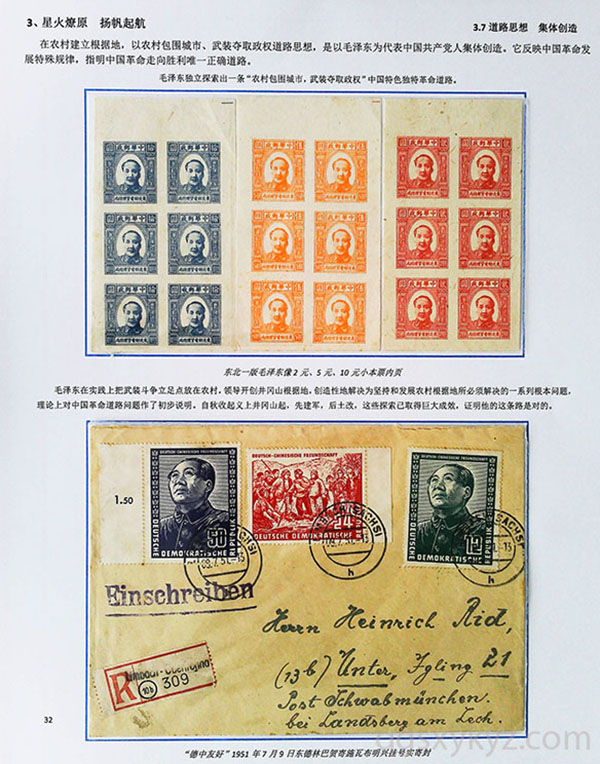 3、星火燎原　扬帆起航
3.7 道路思想　集体创造
在农村建立根据地，以农村包围城市、武装夺取政权道路思想，是以毛泽东为代表中国共产党人集体创造。它反映中国革命发
展特殊规律，指明中国革命走向胜利唯一正确道路。
毛泽东独立探索出一条“农村包围城市，武装夺取政权”中国特色独特革命道路。
东北一版毛泽东像2元、5元、10元小本票内页
毛泽东在实践上把武装斗争立足点放在农村，领导开创井冈山根据地，创造性地解决为坚持和发展农村根据地所必须解决的一系列根本问题，
理论上对中国革命道路问题作了初步说明。自秋收起义上井冈山起，先建军，后土改，这些探索已取得巨大成效，证明他的这条路是对的。
1.50
DEUTSCH-CHINESISCHE FREUNDSCHAFT
50
DEUTSCHE DEMOKRATISCHE REPUBLIK
DEUTSCH-CHINESISCHE FREUNDSCHAFT
24
DEUTSCHE DEMOKRATISCHE REPUBLIK
DEUTSCH-CHINESISCHE FREUNDSCHAFT
12
DEUTSCHE DEMOKRATISCHE REPUBLIK
h
h
Einschreiben
R
10b
309
Herrn Heinrich Rid,
(13b) Unter, Igling 21
Post Schwabmünchen.
bei Landsberg am Lech.
32
“德中友好”1951年7月9日东德林巴贺寄施瓦布明兴挂号实寄封